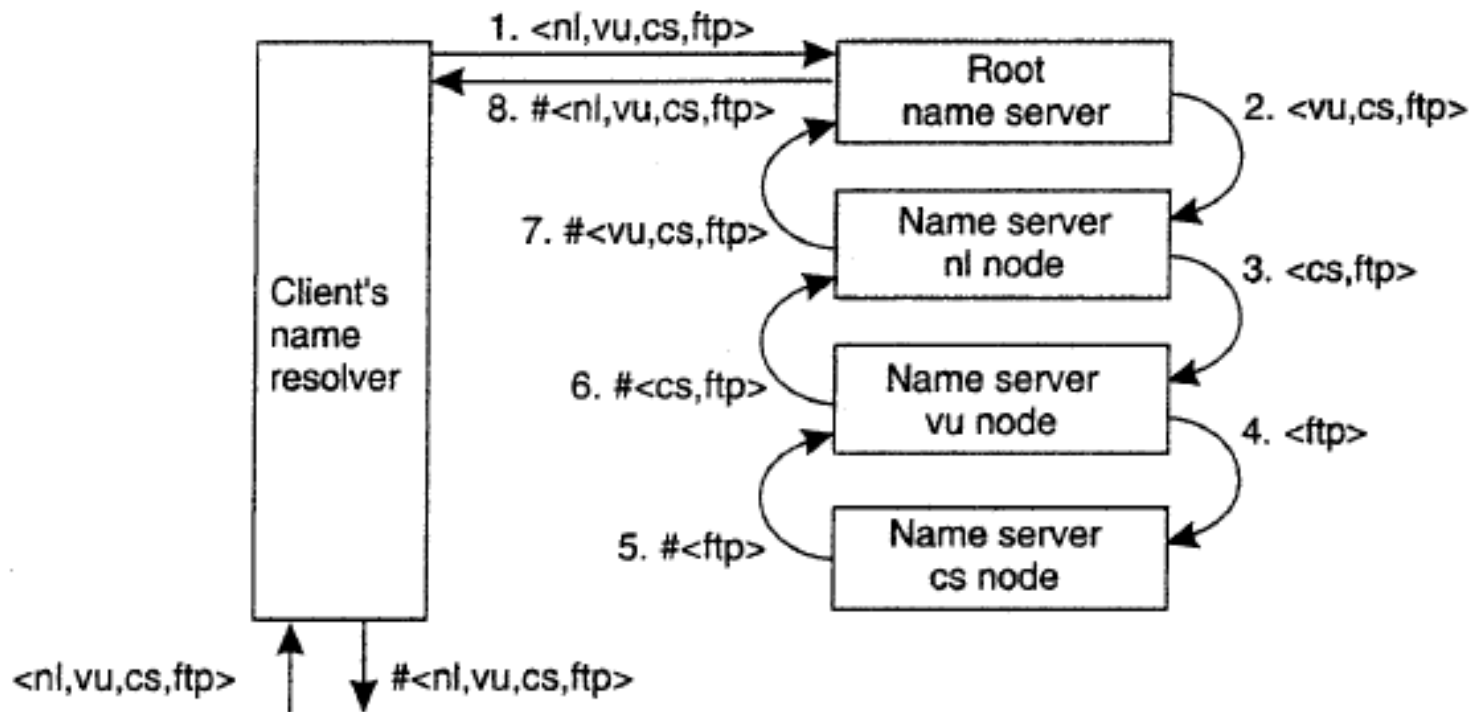 1. <nl,vu,cs,ftp>
8. #<nl,vu,cs,ftp>
Root
name server
2. <vu,cs,ftp>
7. #<vu,cs,ftp>
Name server
nl node
3. <cs,ftp>
Client's
name
resolver
6. #<cs,ftp>
Name server
vu node
4. <ftp>
5. #<ftp>
Name server
cs node
<nl,vu,cs,ftp>
#<nl,vu,cs,ftp>